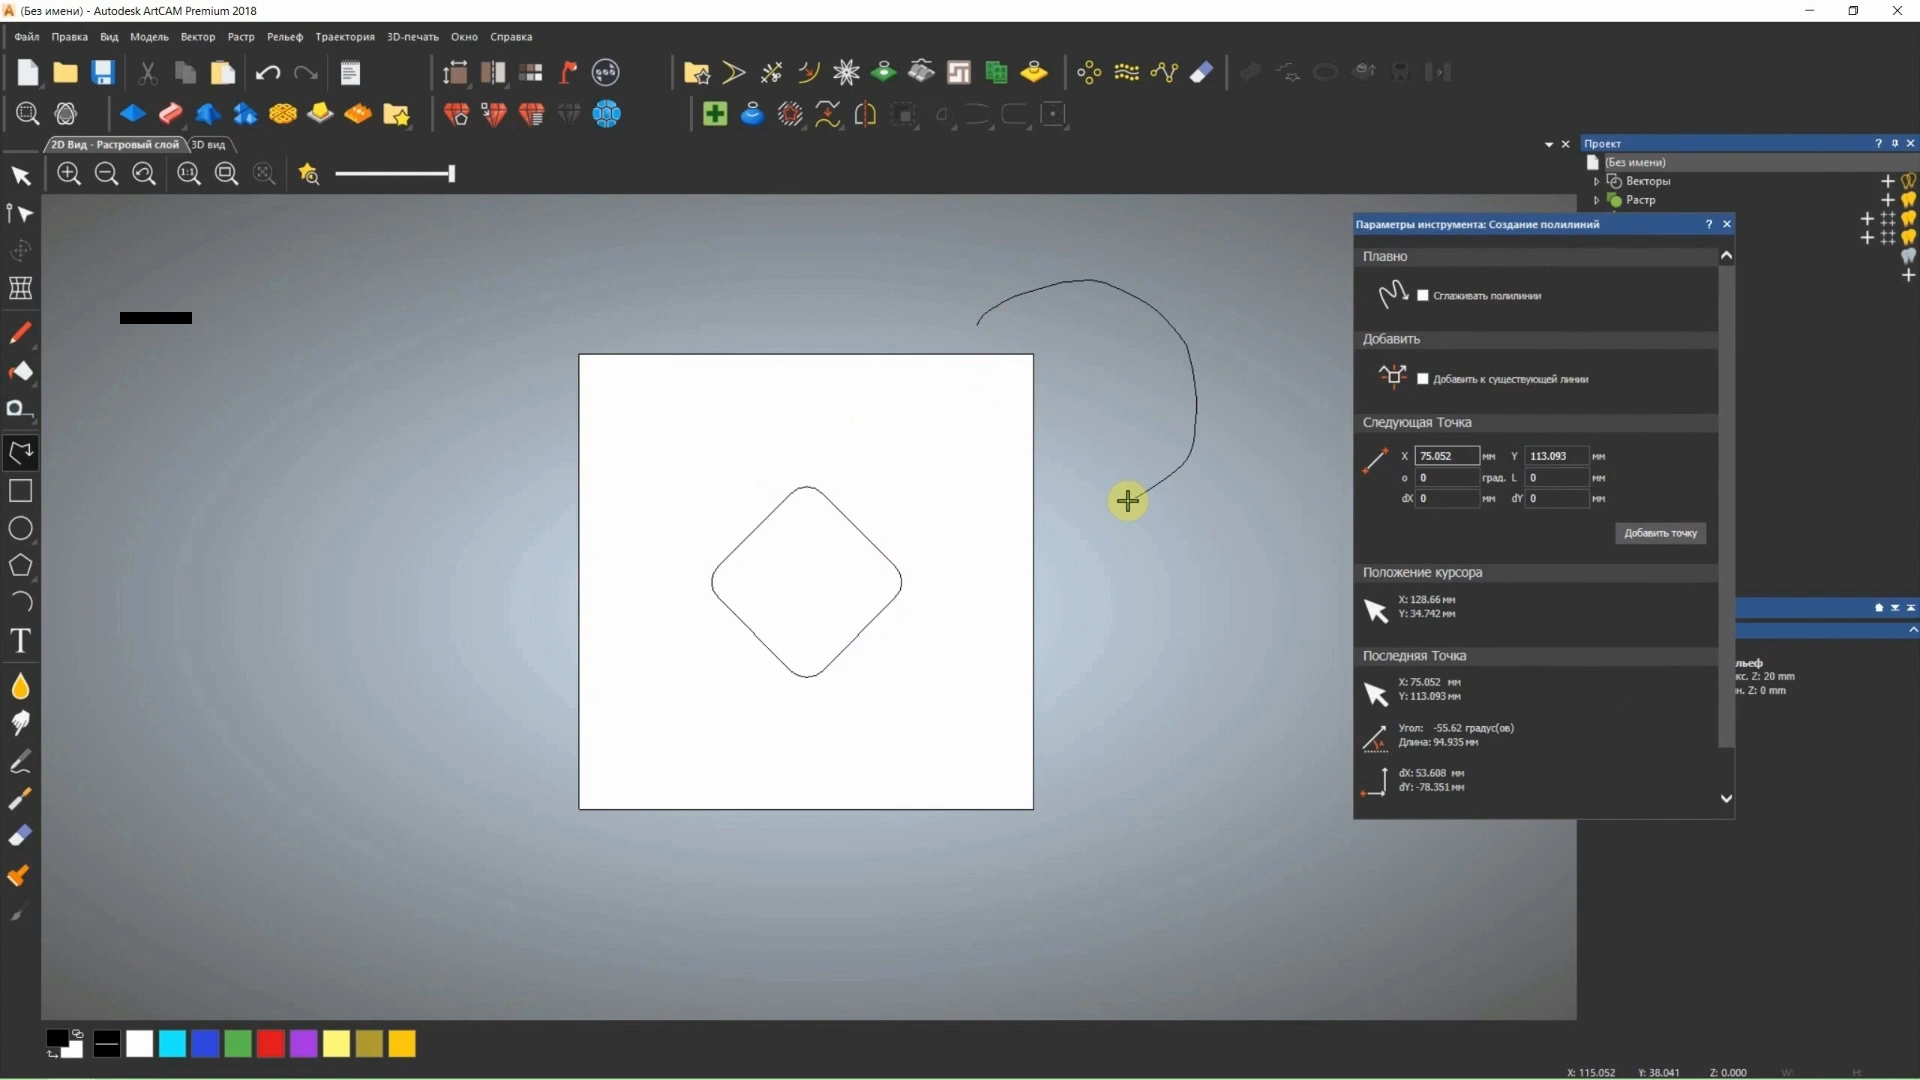 (Без имени) - Autodesk ArtCAM Premium 2018
Файл Правка Вид Модель Вектор Растр Рельеф Траектория 3D-печать Окно Справка
2D Вид - Растровый слой 3D вид
1:1
Проект
(Без имени)
Векторы
Растр
Параметры инструмента: Создание полилиний
Плавно
Сглаживать полилинии
Добавить
Добавить к существующей линии
Следующая Точка
X 75.052 мм Y 113.093 мм
о 0 град. L 0 мм
dX 0 мм dY 0 мм
Добавить точку
Положение курсора
X: 128.66 мм
Y: 34.742 мм
Последняя Точка
X: 75.052 мм
Y: 113.093 мм
Угол: -55.62 градус(ов)
Длина: 94.935 мм
dX: 53.608 мм
dY: -78.351 мм
льеф
кс. Z: 20 mm
н. Z: 0 mm
T
X: 115.052 Y: 38.041 Z: 0.000 W: H: